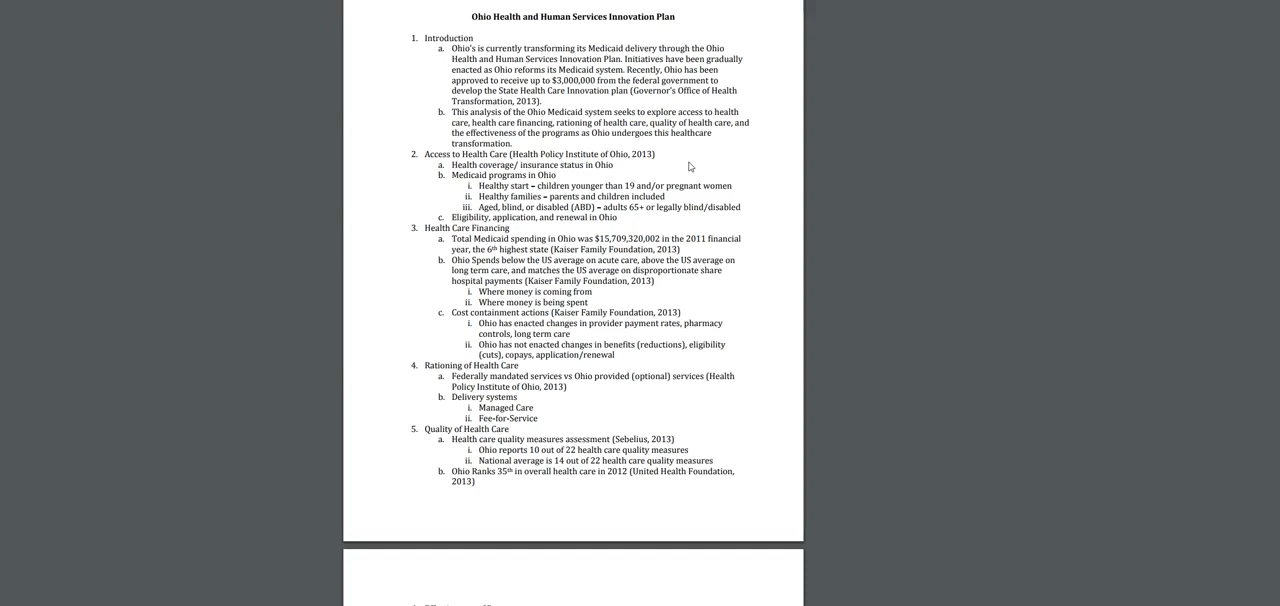 Ohio Health and Human Services Innovation Plan
1. Introduction
a. Ohio's is currently transforming its Medicaid delivery through the Ohio
Health and Human Services Innovation Plan. Initiatives have been gradually
enacted as Ohio reforms its Medicaid system. Recently, Ohio has been
approved to receive up to $3,000,000 from the federal government to
develop the State Health Care Innovation plan (Governor's Office of Health
Transformation, 2013).
b. This analysis of the Ohio Medicaid system seeks to explore access to health
care, health care financing, rationing of health care, quality of health care, and
the effectiveness of the programs as Ohio undergoes this healthcare
transformation.
2. Access to Health Care (Health Policy Institute of Ohio, 2013)
a. Health coverage/ insurance status in Ohio
b. Medicaid programs in Ohio
i. Healthy start – children younger than 19 and/or pregnant women
ii. Healthy families – parents and children included
iii. Aged, blind, or disabled (ABD) – adults 65+ or legally blind/disabled
c. Eligibility, application, and renewal in Ohio
3. Health Care Financing
a. Total Medicaid spending in Ohio was $15,709,320,002 in the 2011 financial
year, the 6th highest state (Kaiser Family Foundation, 2013)
b. Ohio Spends below the US average on acute care, above the US average on
long term care, and matches the US average on disproportionate share
hospital payments (Kaiser Family Foundation, 2013)
i. Where money is coming from
ii. Where money is being spent
c. Cost containment actions (Kaiser Family Foundation, 2013)
i. Ohio has enacted changes in provider payment rates, pharmacy
controls, long term care
ii. Ohio has not enacted changes in benefits (reductions), eligibility
(cuts), copays, application/renewal
4. Rationing of Health Care
a. Federally mandated services vs Ohio provided (optional) services (Health
Policy Institute of Ohio, 2013)
b. Delivery systems
i. Managed Care
ii. Fee-for-Service
5. Quality of Health Care
a. Health care quality measures assessment (Sebelius, 2013)
i. Ohio reports 10 out of 22 health care quality measures
ii. National average is 14 out of 22 health care quality measures
b. Ohio Ranks 35th in overall health care in 2012 (United Health Foundation,
2013)